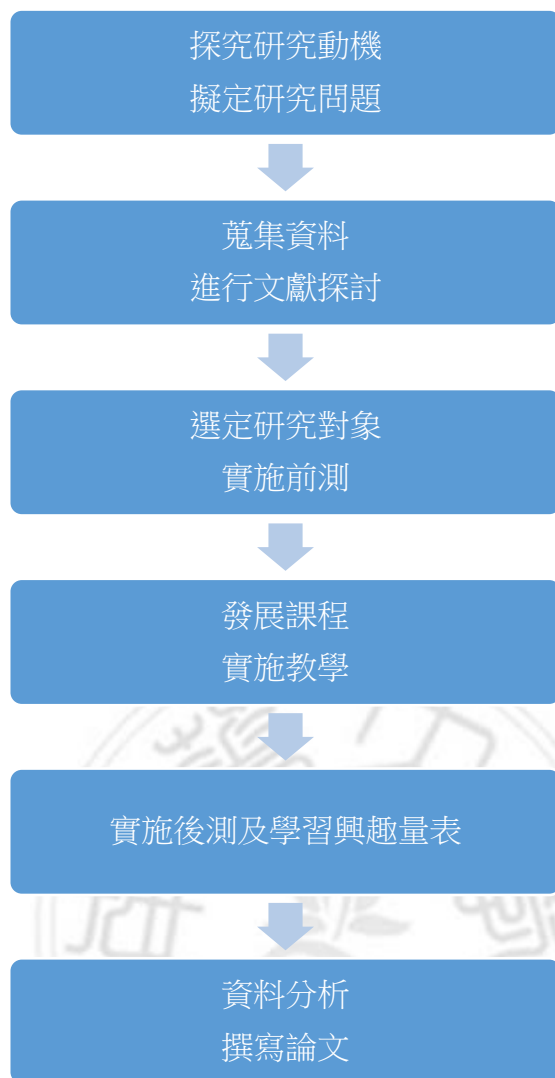 探究研究動機
擬定研究問題
蒐集資料
進行文獻探討
選定研究對象
實施前測
發展課程
實施教學
實施後測及學習興趣量表
資料分析
撰寫論文